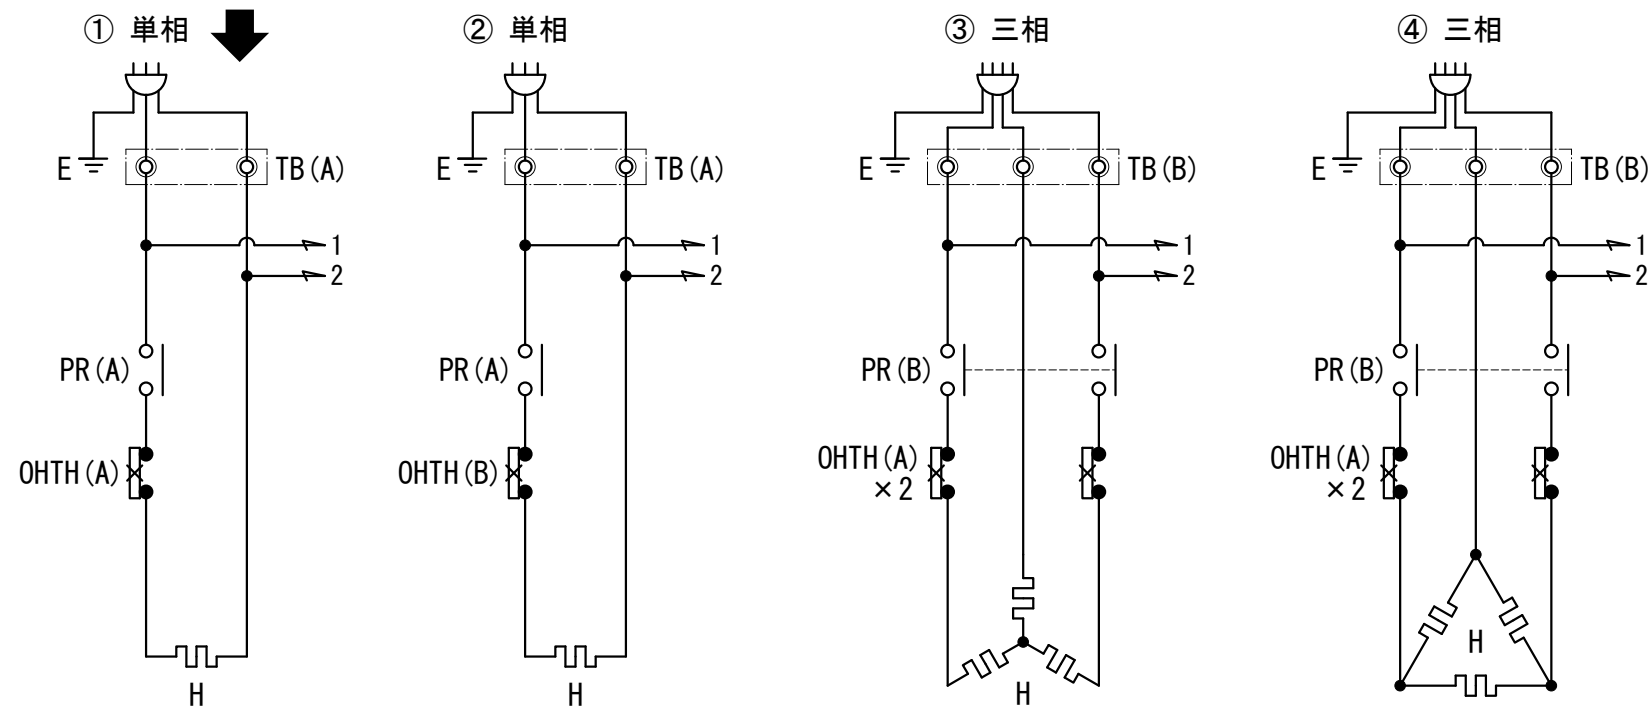 ① 単相
② 単相
③ 三相
④ 三相
E
TB(A)
E
TB(A)
E
TB(B)
E
TB(B)
1
1
1
1
2
2
2
2
PR(A)
PR(A)
PR(B)
PR(B)
OHTH(A)
OHTH(B)
OHTH(A)
×2
OHTH(A)
×2
H
H
H
H